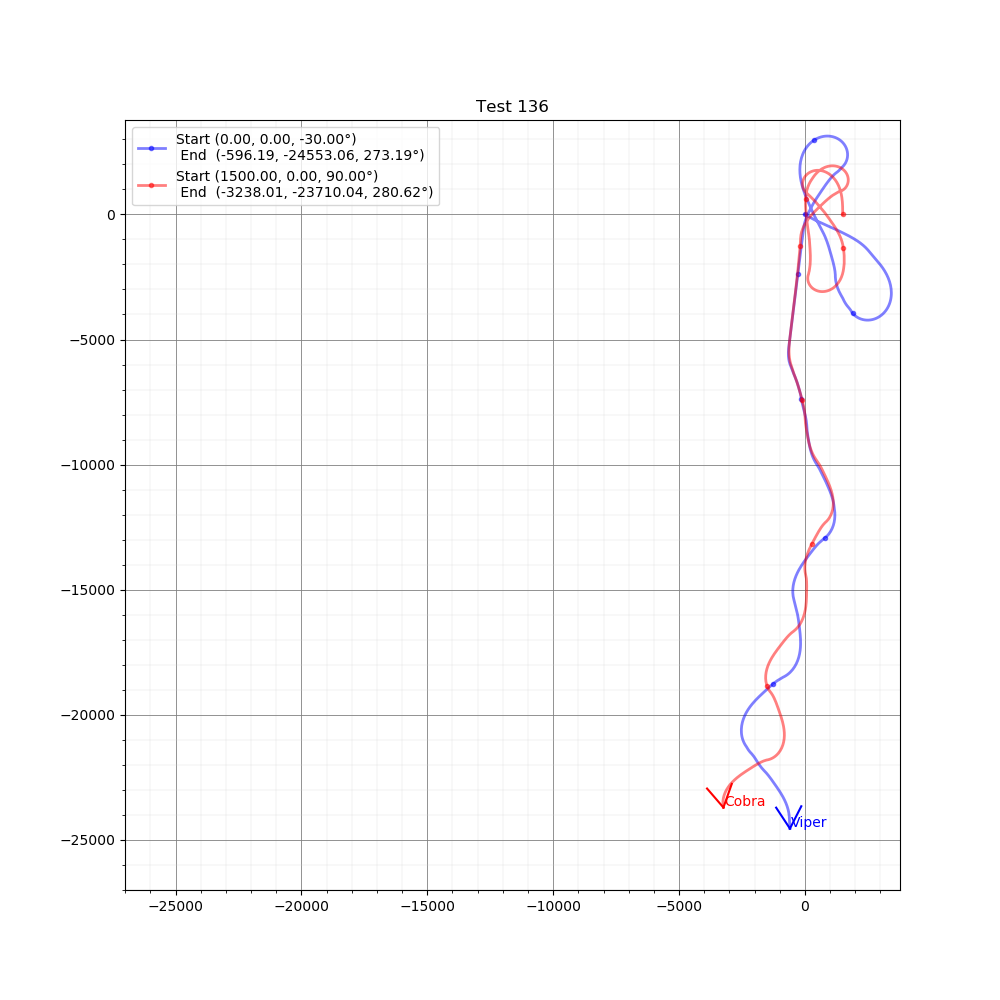 Test 136
Start (0.00, 0.00, -30.00°)
End (-596.19, -24553.06, 273.19°)
Start (1500.00, 0.00, 90.00°)
End (-3238.01, -23710.04, 280.62°)
0
−5000
−10000
−15000
−20000
−25000
Cobra
Viper
−25000 −20000 −15000 −10000 −5000 0